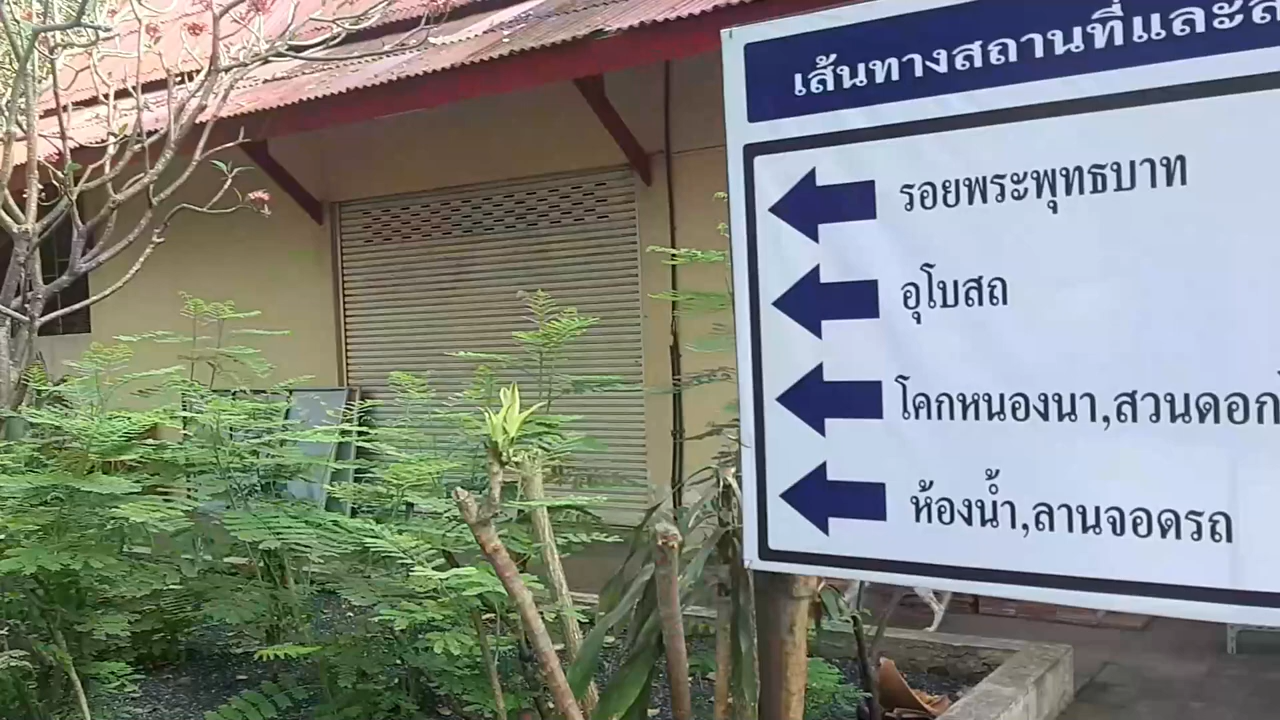 เส้นทางสถานที่และ
รอยพระพุทธบาท
อุโบสถ
โคกหนองนา,สวนดอก
ห้องน้ำ,ลานจอดรถ